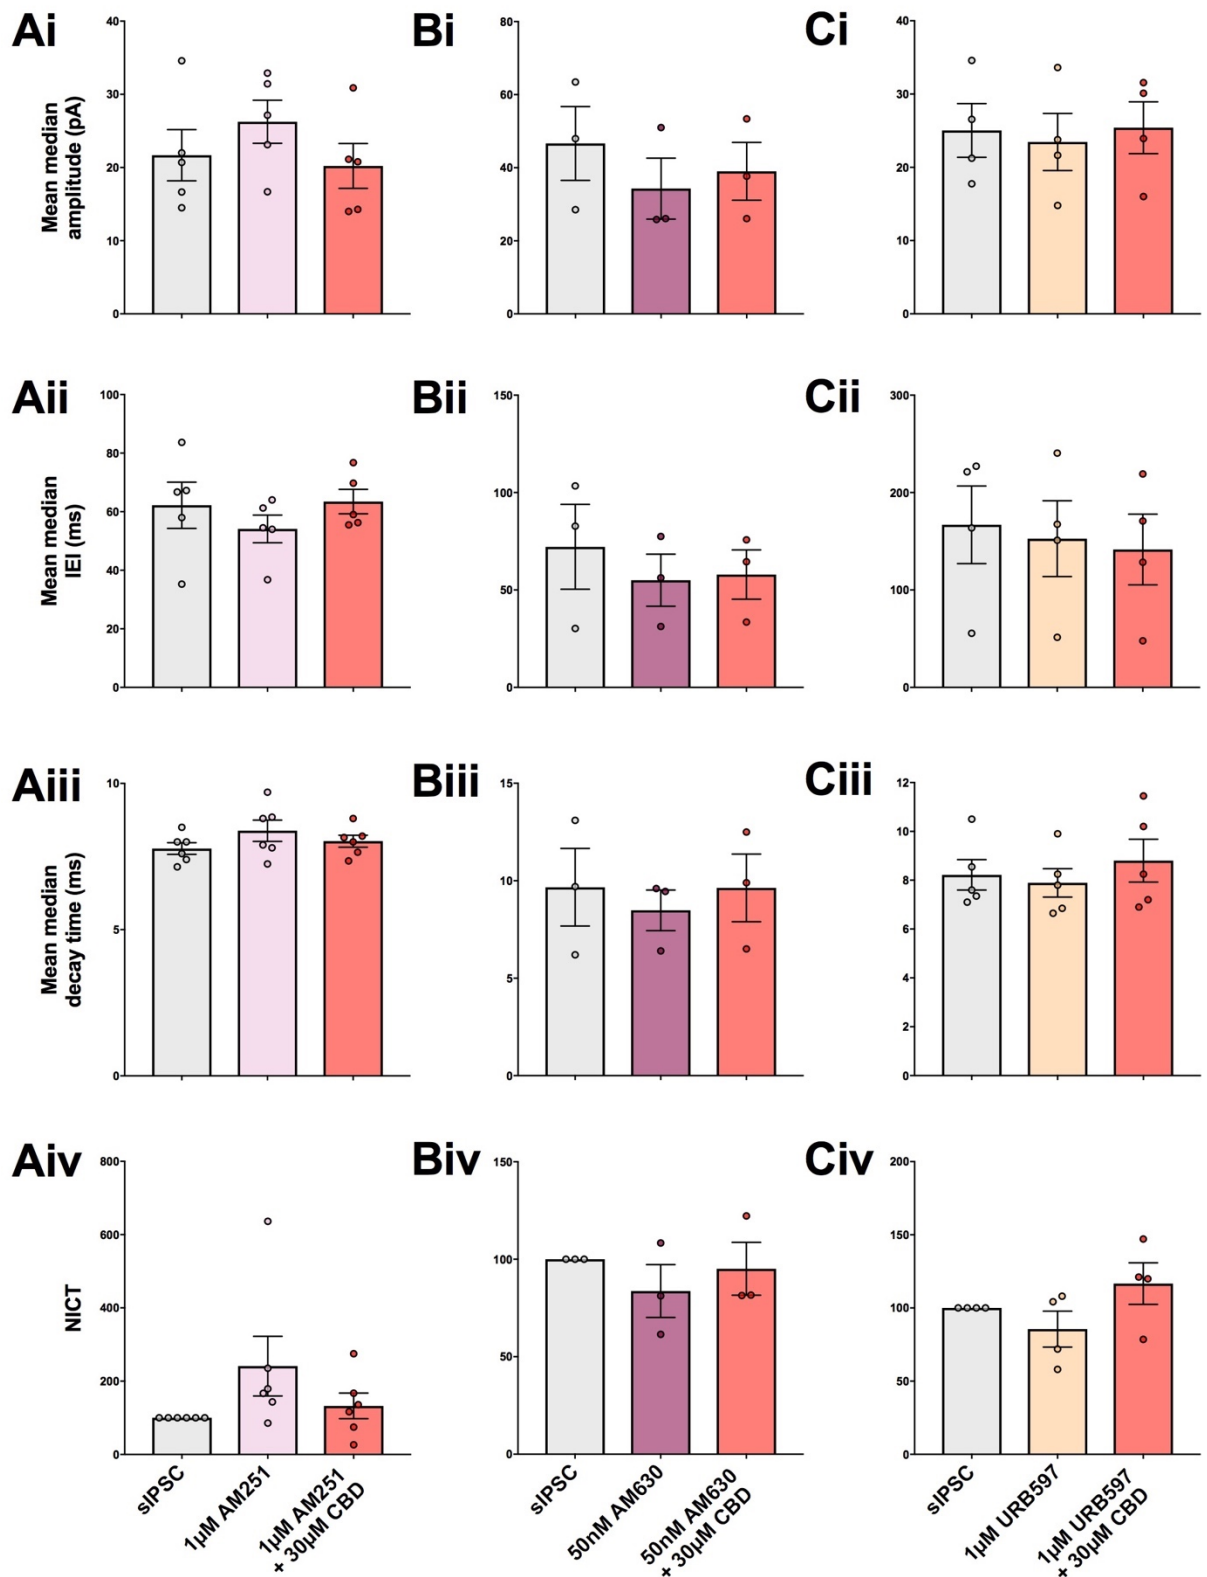 Ai
Mean median
amplitude (pA)
40
30
20
10
0
Bi
80
60
40
20
0
Ci
40
30
20
10
0
Aii
Mean median
IEI (ms)
100
80
60
40
20
0
Bii
150
100
50
0
Cii
300
200
100
0
Aiii
Mean median
decay time (ms)
10
5
0
Biii
15
10
5
0
Ciii
12
10
8
6
4
2
0
Aiv
NICT
800
600
400
200
0
sIPSC
1µM AM251
1µM AM251
+ 30µM CBD
Biv
150
100
50
0
sIPSC
50nM AM630
50nM AM630
+ 30µM CBD
Civ
200
150
100
50
0
sIPSC
1µM URB597
1µM URB597
+ 30µM CBD